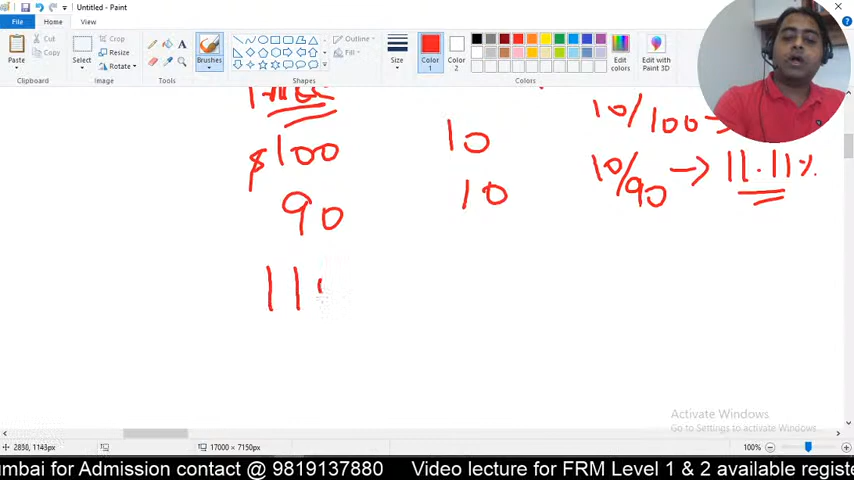 Untitled - Paint
File Home View
Paste
Cut
Copy
Clipboard
Select
Crop
Resize
Rotate
Image
A
Tools
Brushes
Outline
Fill
Shapes
Size
Color 1
Color 2
Colors
Edit colors
Edit with Paint 3D
10/100 →
$100 10
10/90 → 11.11%
90 10
11
Activate Windows
Go to Settings to activate Windows.
2836, 1143px
17000 × 7150px
100%
umbai for Admission contact @ 9819137880 Video lecture for FRM Level 1 & 2 available registe